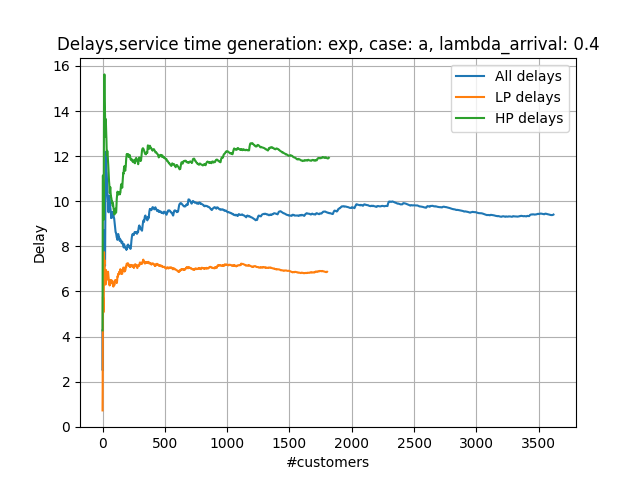 Delays,service time generation: exp, case: a, lambda_arrival: 0.4
All delays
LP delays
HP delays
16
14
12
10
8
6
4
2
0
Delay
0 500 1000 1500 2000 2500 3000 3500
#customers